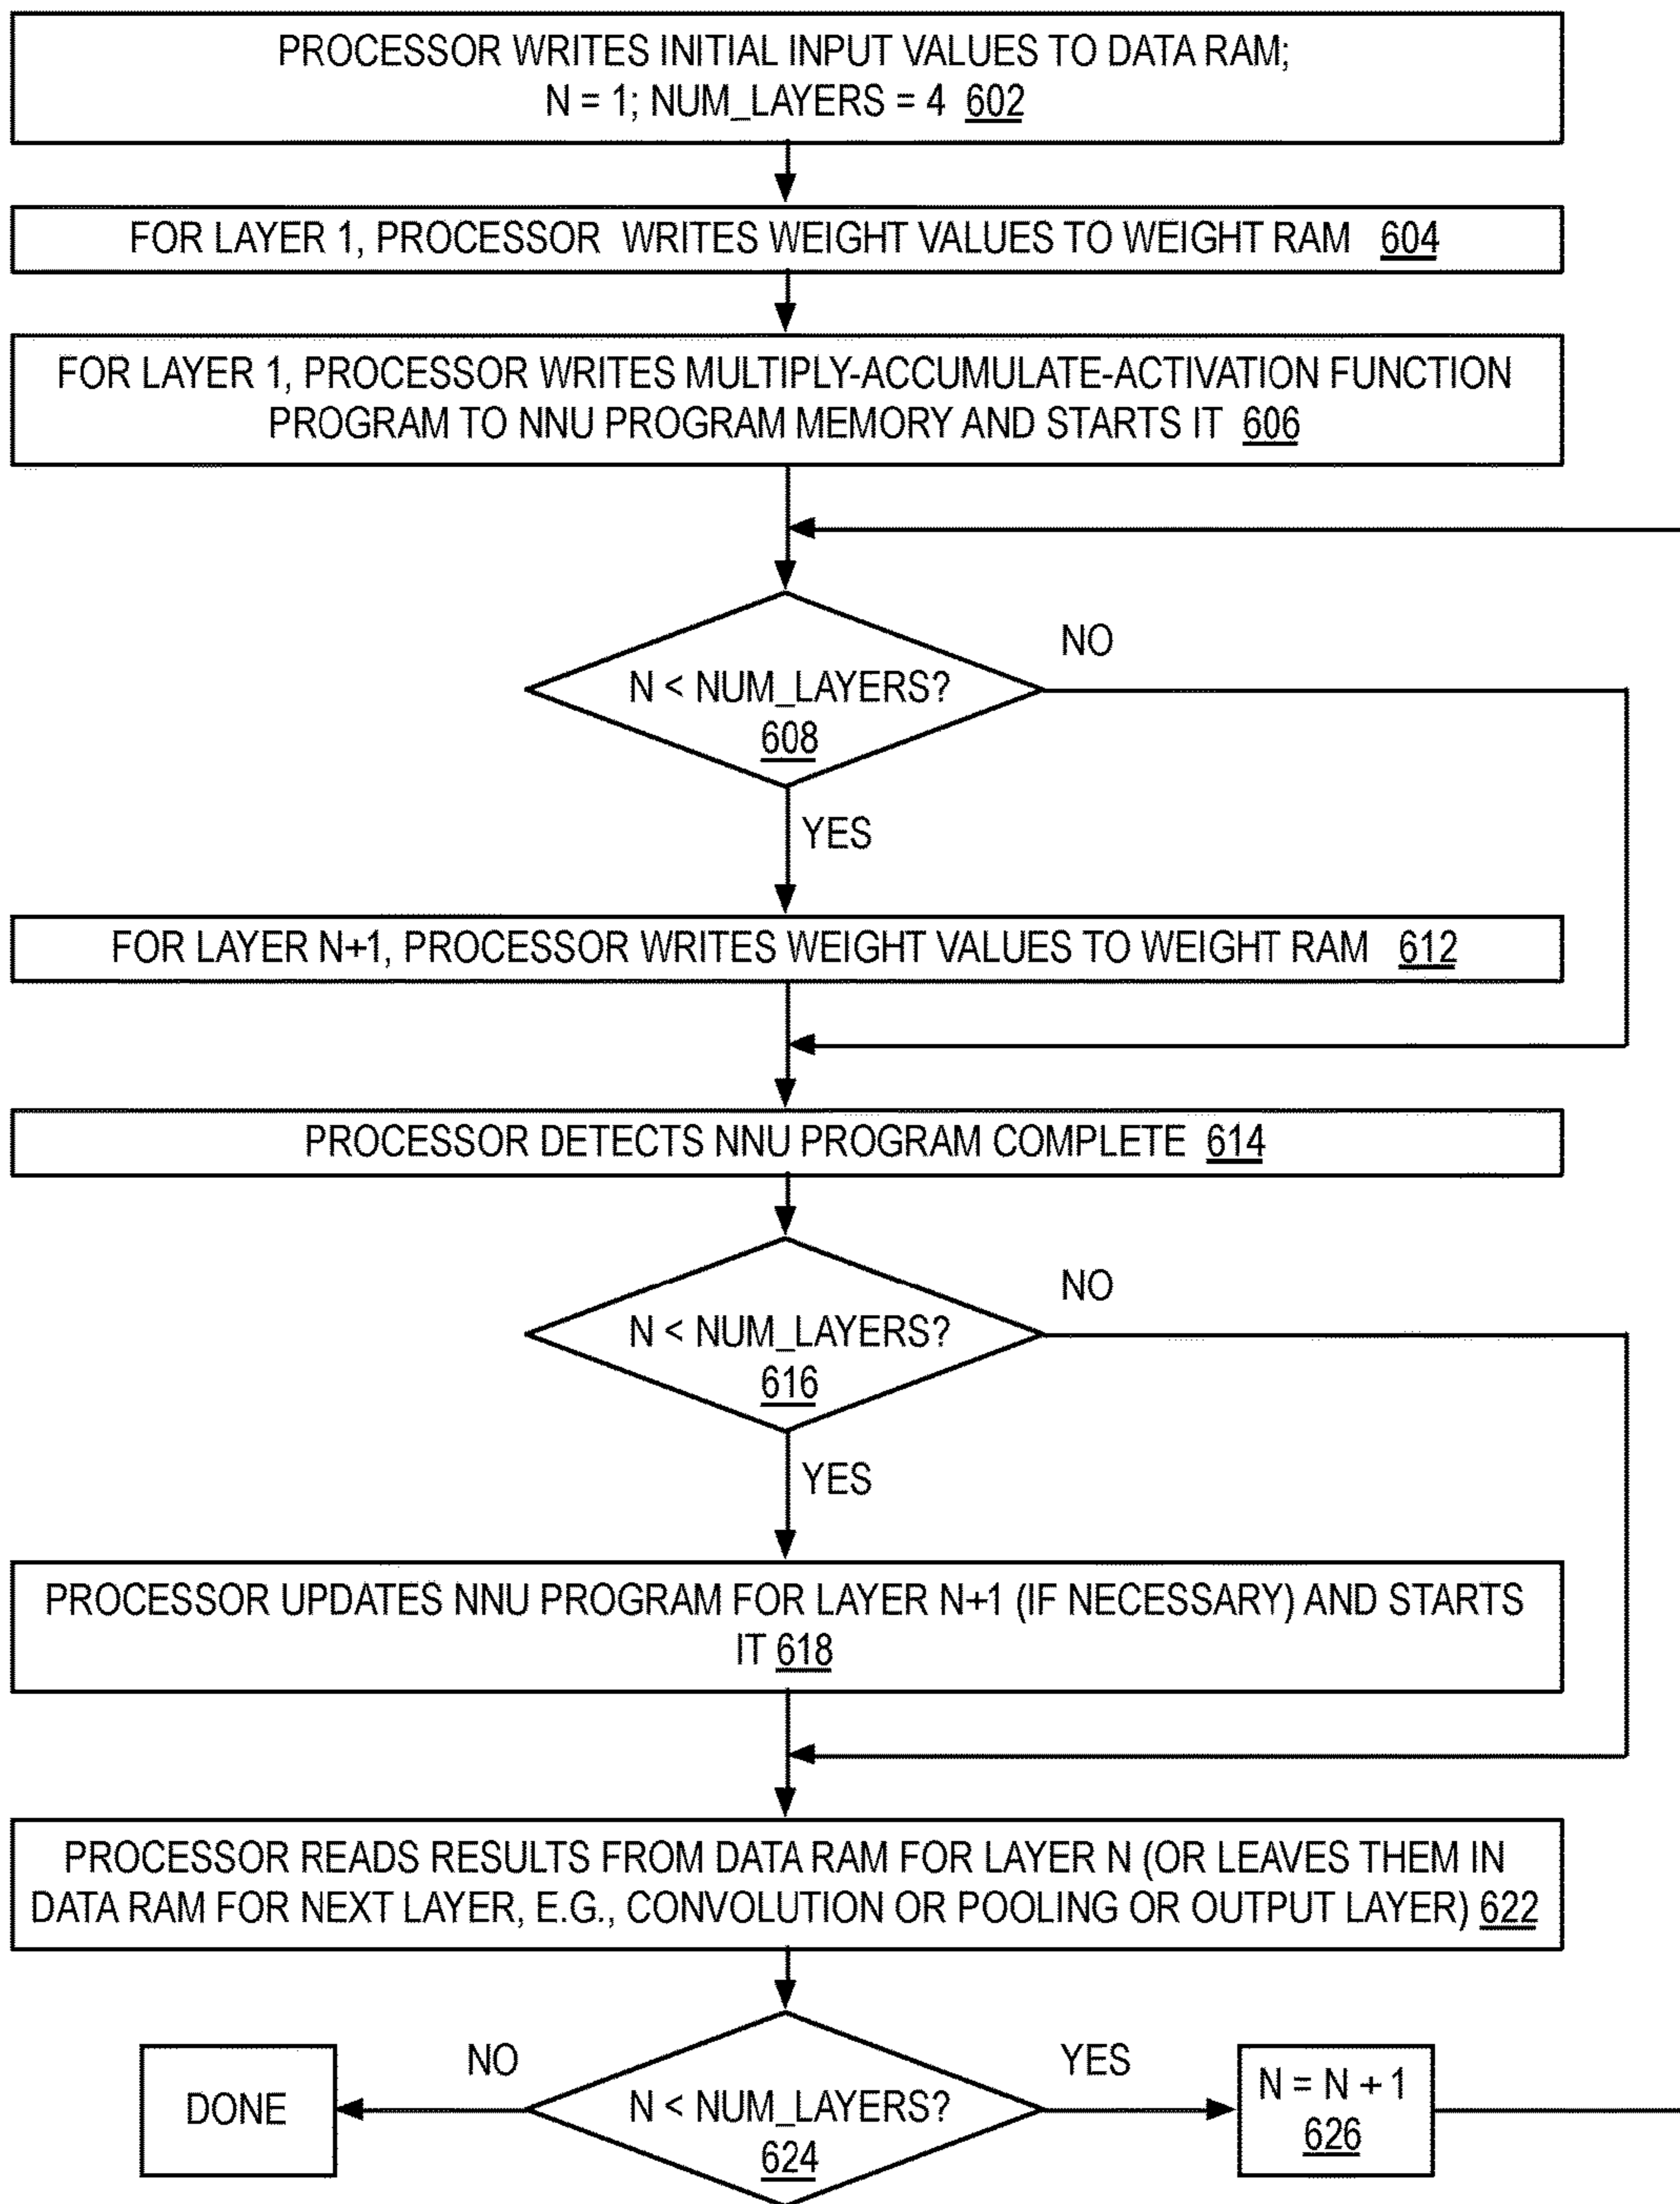 PROCESSOR WRITES INITIAL INPUT VALUES TO DATA RAM;
N = 1; NUM_LAYERS = 4 602
FOR LAYER 1, PROCESSOR WRITES WEIGHT VALUES TO WEIGHT RAM 604
FOR LAYER 1, PROCESSOR WRITES MULTIPLY-ACCUMULATE-ACTIVATION FUNCTION
PROGRAM TO NNU PROGRAM MEMORY AND STARTS IT 606
NO
N < NUM_LAYERS?
608
YES
FOR LAYER N+1, PROCESSOR WRITES WEIGHT VALUES TO WEIGHT RAM 612
PROCESSOR DETECTS NNU PROGRAM COMPLETE 614
NO
N < NUM_LAYERS?
616
YES
PROCESSOR UPDATES NNU PROGRAM FOR LAYER N+1 (IF NECESSARY) AND STARTS
IT 618
PROCESSOR READS RESULTS FROM DATA RAM FOR LAYER N (OR LEAVES THEM IN
DATA RAM FOR NEXT LAYER, E.G., CONVOLUTION OR POOLING OR OUTPUT LAYER) 622
NO
YES
DONE
N < NUM_LAYERS?
624
N = N + 1
626